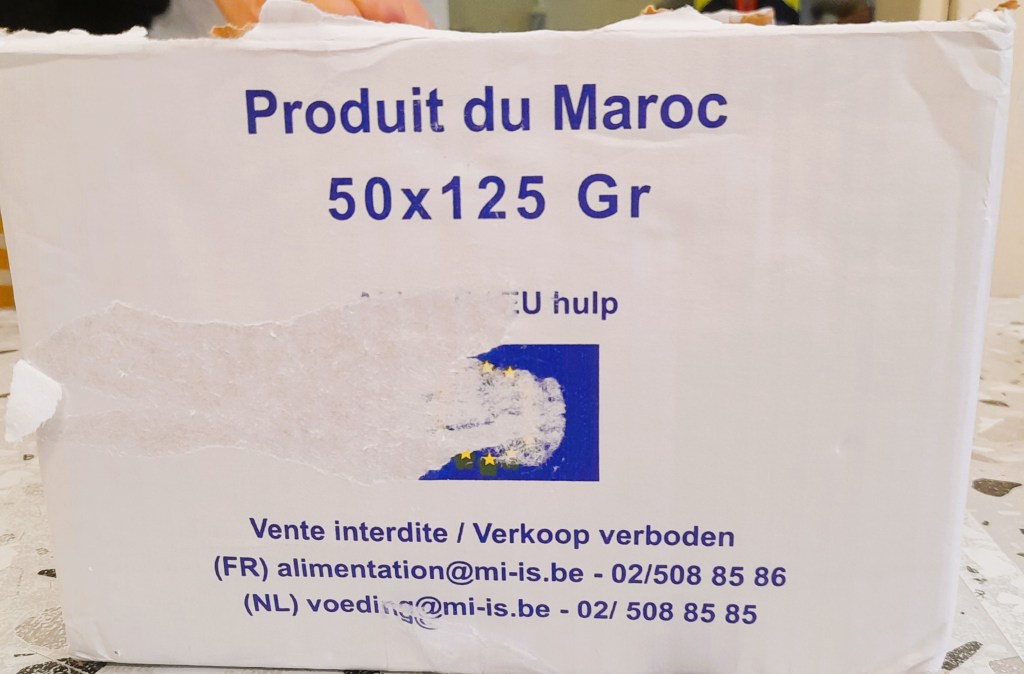 Produit du Maroc
50x125 Gr
EU hulp
Vente interdite / Verkoop verboden
(FR) alimentation@mi-is.be - 02/508 85 86
(NL) voeding@mi-is.be - 02/ 508 85 85